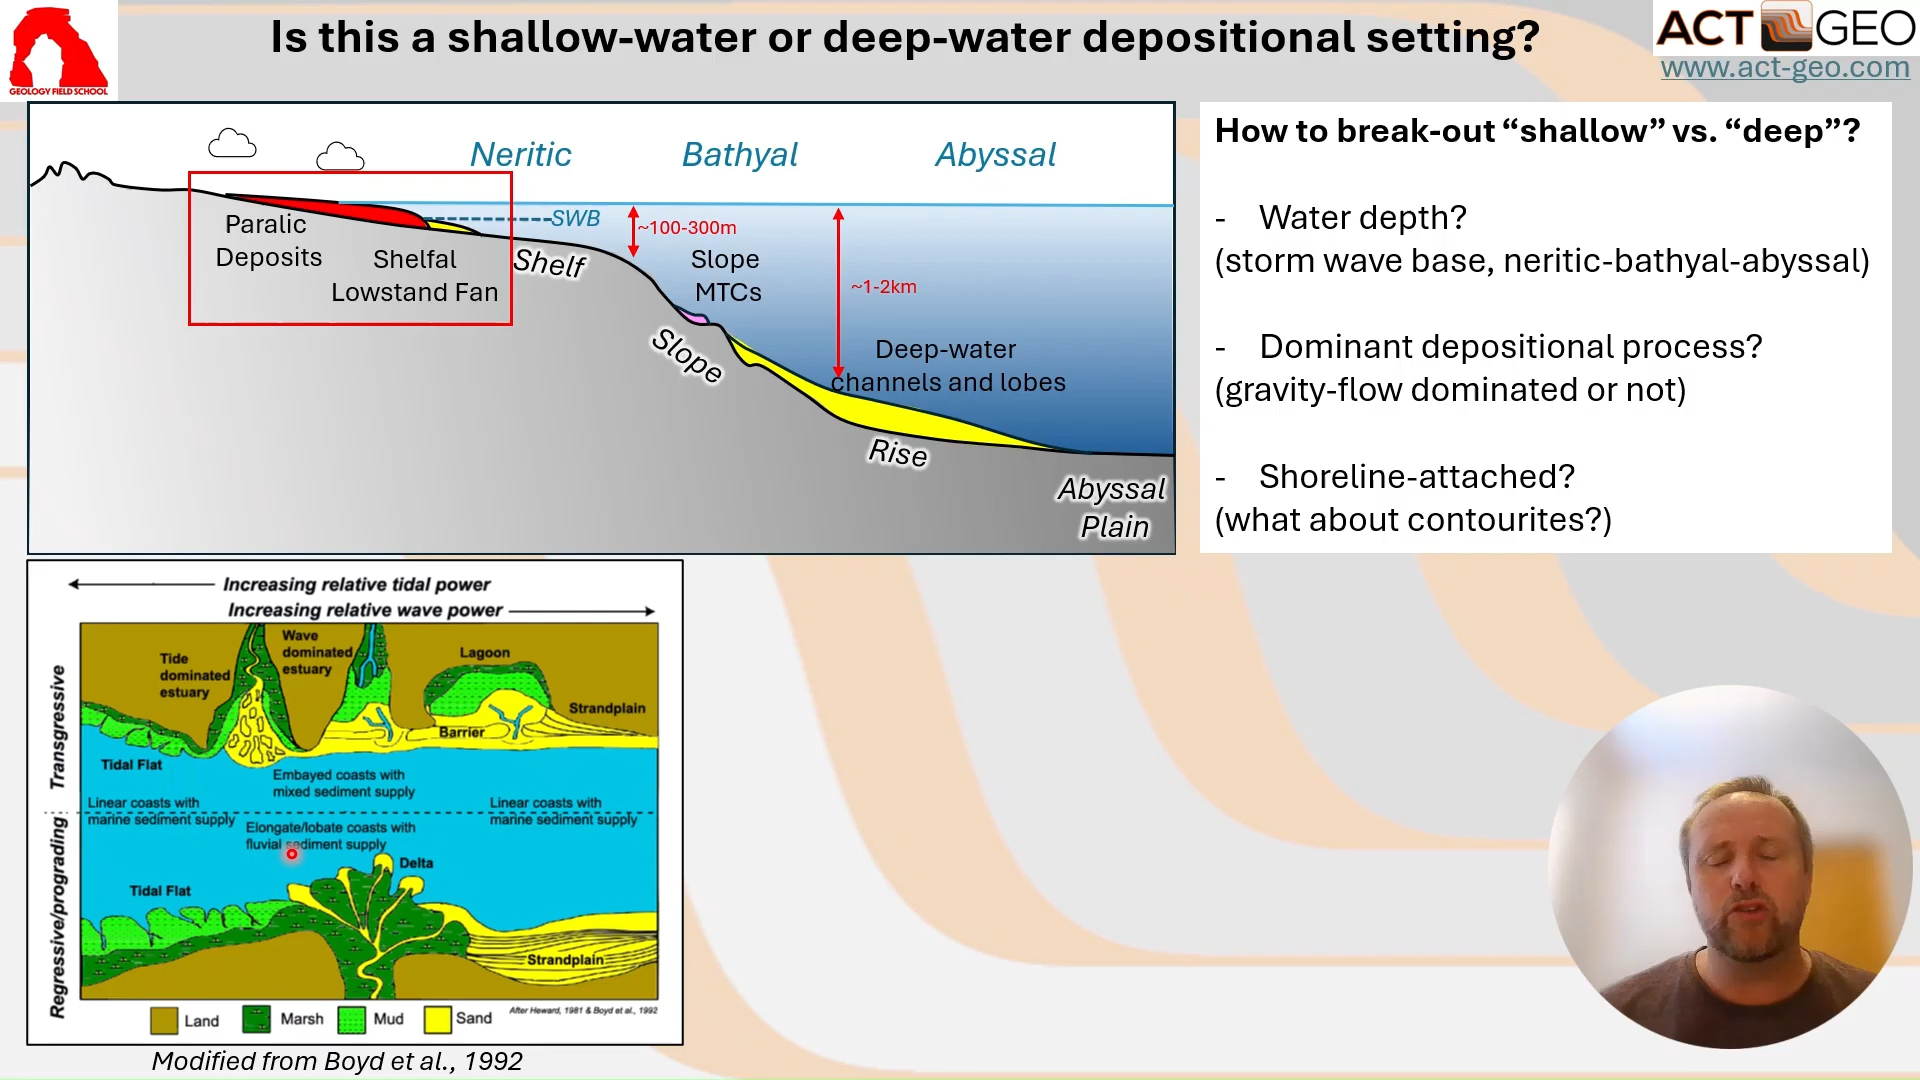 Is this a shallow-water or deep-water depositional setting?
GEOLOGY FIELD SCHOOL
ACT GEO
www.act-geo.com
Neritic
Bathyal
Abyssal
SWB
~100-300m
~1-2km
Paralic
Deposits
Shelfal
Lowstand Fan
Shelf
Slope
MTCs
Slope
Deep-water
channels and lobes
Rise
Abyssal
Plain
How to break-out “shallow” vs. “deep”?
- Water depth?
(storm wave base, neritic-bathyal-abyssal)
- Dominant depositional process?
(gravity-flow dominated or not)
- Shoreline-attached?
(what about contourites?)
Increasing relative tidal power
Increasing relative wave power
Transgressive
Regressive/prograding
Tide
dominated
estuary
Wave
dominated
estuary
Lagoon
Strandplain
Barrier
Tidal Flat
Embayed coasts with
mixed sediment supply
Linear coasts with
marine sediment supply
Linear coasts with
marine sediment supply
Elongate/lobate coasts with
fluvial sediment supply
Delta
Tidal Flat
Strandplain
Land
Marsh
Mud
Sand
After Heward, 1981 & Boyd et al., 1992
Modified from Boyd et al., 1992